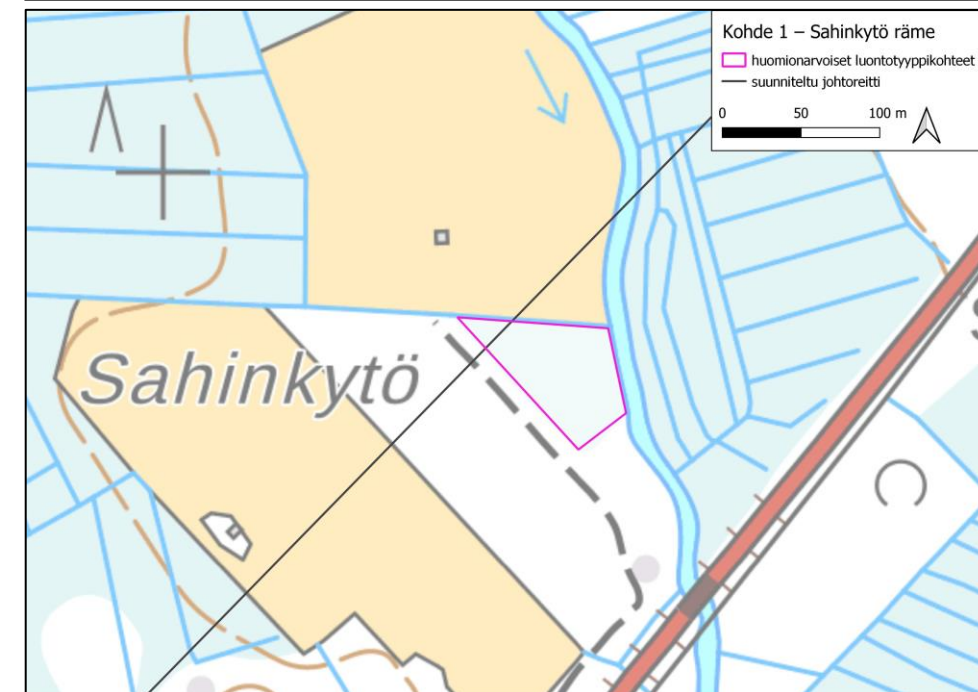 Kohde 1 – Sahinkytö räme
huomionarvoiset luontotyyppikohteet
suunniteltu johtoreitti
0 50 100 m
Sahinkytö